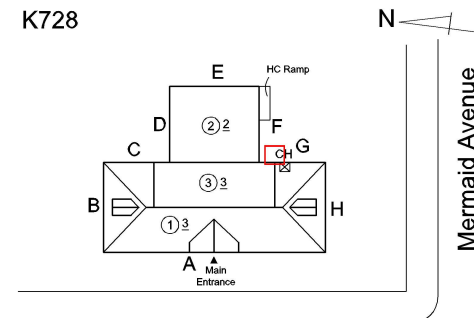 K728
N
E
HC Ramp
D
② 2
F
C
CH
G
③ 3
B
H
① 3
A
Main
Entrance
Mermaid Avenue